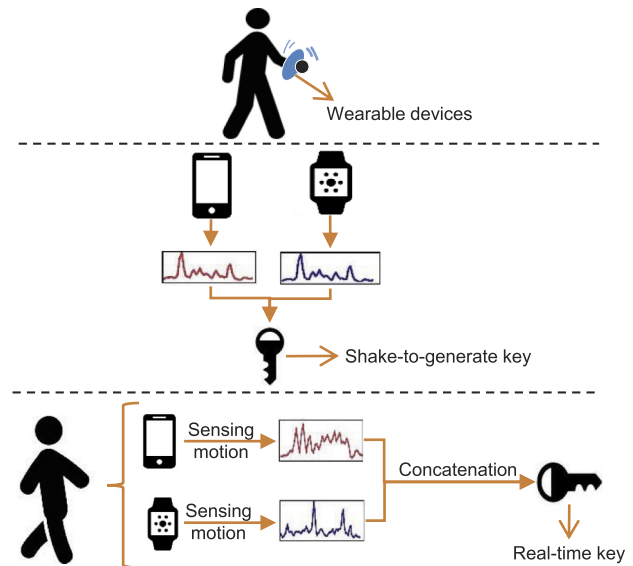 Wearable devices
Shake-to-generate key
Sensing
motion
Concatenation
Sensing
motion
Real-time key